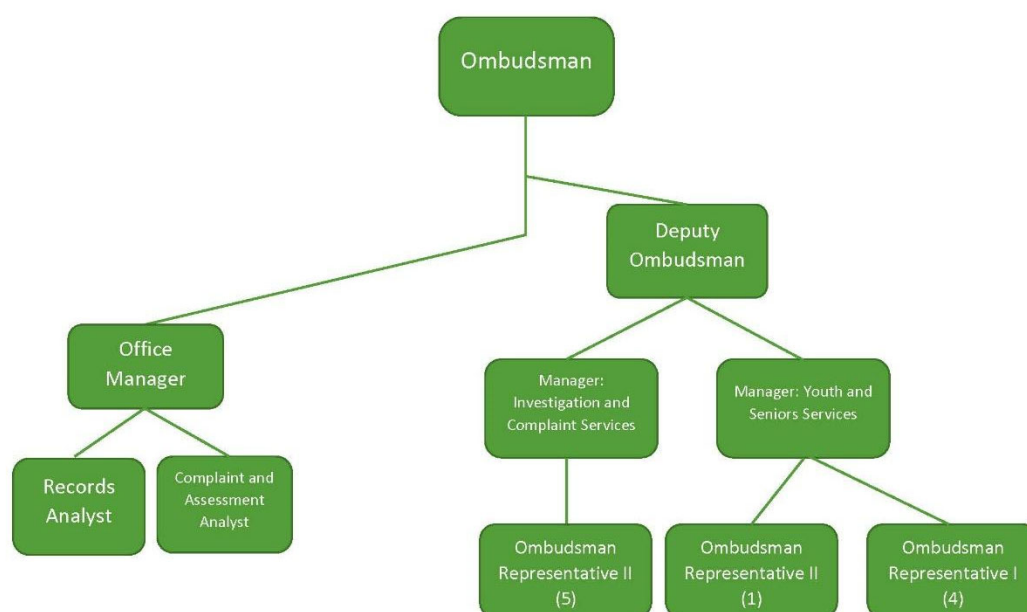 Ombudsman
Deputy
Ombudsman
Office
Manager
Manager:
Investigation and
Complaint Services
Manager: Youth and
Seniors Services
Records
Analyst
Complaint and
Assessment
Analyst
Ombudsman
Representative II
(5)
Ombudsman
Representative II
(1)
Ombudsman
Representative I
(4)